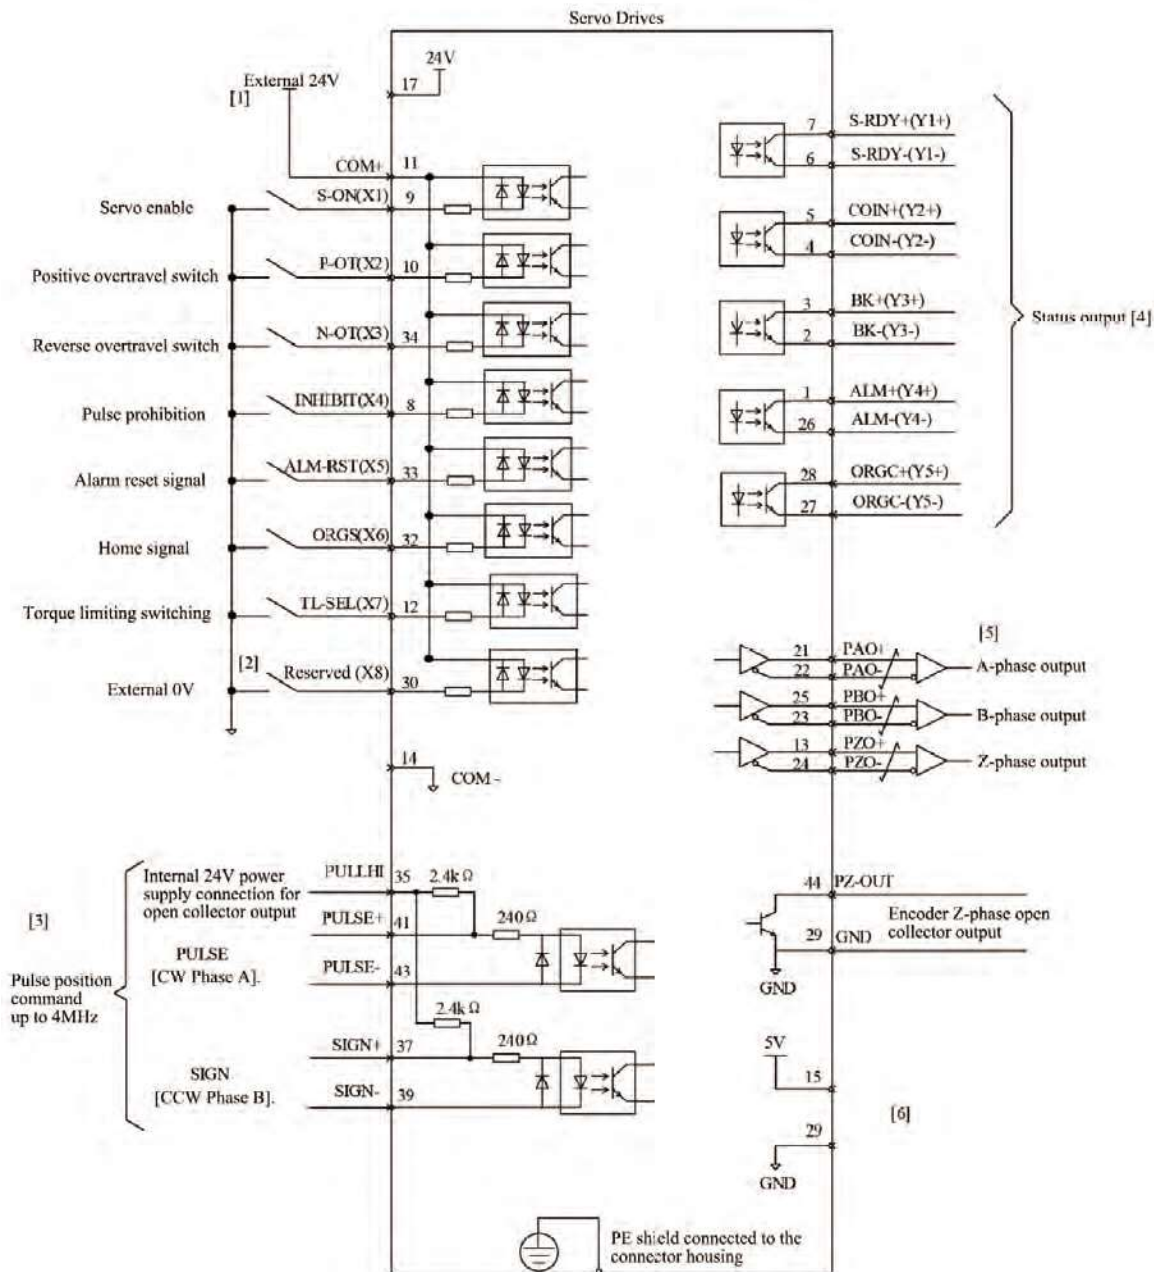 Servo Drives
24V
External 24V
[1]
17
COM+ 11
S-ON(X1) 9
Servo enable
P-OT(X2) 10
Positive overtravel switch
N-OT(X3) 34
Reverse overtravel switch
INHIBIT(X4) 8
Pulse prohibition
ALM-RST(X5) 33
Alarm reset signal
ORGS(X6) 32
Home signal
TL-SEL(X7) 12
Torque limiting switching
[2] Reserved (X8) 30
External 0V
14
COM -
7 S-RDY+(Y1+)
6 S-RDY-(Y1-)
5 COIN+(Y2+)
4 COIN-(Y2-)
3 BK+(Y3+)
2 BK-(Y3-)
Status output [4]
1 ALM+(Y4+)
26 ALM-(Y4-)
28 ORGC+(Y5+)
27 ORGC-(Y5-)
[5]
21 PAO+
22 PAO-
A-phase output
25 PBO+
23 PBO-
B-phase output
13 PZO+
24 PZO-
Z-phase output
[3]
Pulse position
command
up to 4MHz
Internal 24V power
supply connection for
open collector output
PULLHI 35
2.4kΩ
PULSE+ 41
240Ω
PULSE
[CW Phase A].
PULSE- 43
2.4kΩ
SIGN+ 37
240Ω
SIGN
[CCW Phase B].
SIGN- 39
44 PZ-OUT
Encoder Z-phase open
collector output
29 GND
GND
5V
15
[6]
29
GND
PE shield connected to the
connector housing